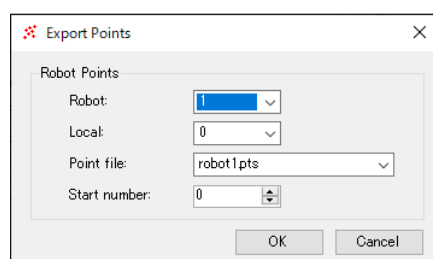 Export Points
Robot Points
Robot: 1
Local: 0
Point file: robot1.pts
Start number: 0
OK Cancel